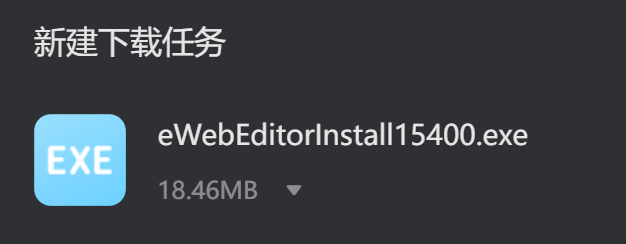 新建下载任务
EXE
eWebEditorInstall15400.exe
18.46MB